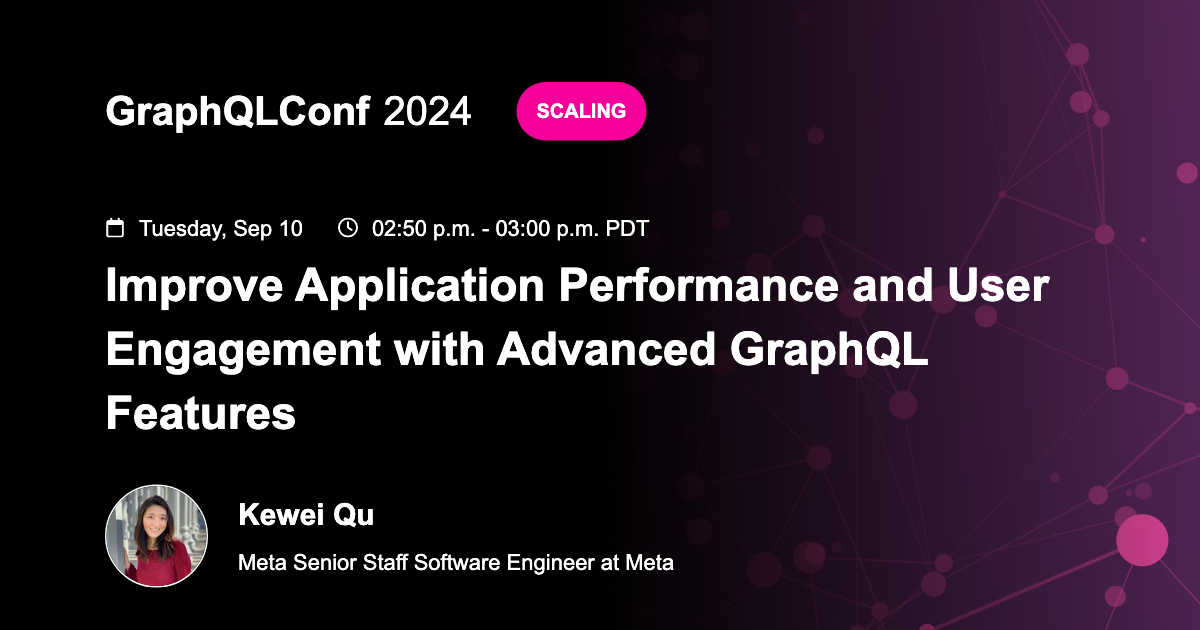 GraphQLConf 2024
SCALING
Tuesday, Sep 10
02:50 p.m. - 03:00 p.m. PDT
Improve Application Performance and User
Engagement with Advanced GraphQL
Features
Kewei Qu
Meta Senior Staff Software Engineer at Meta